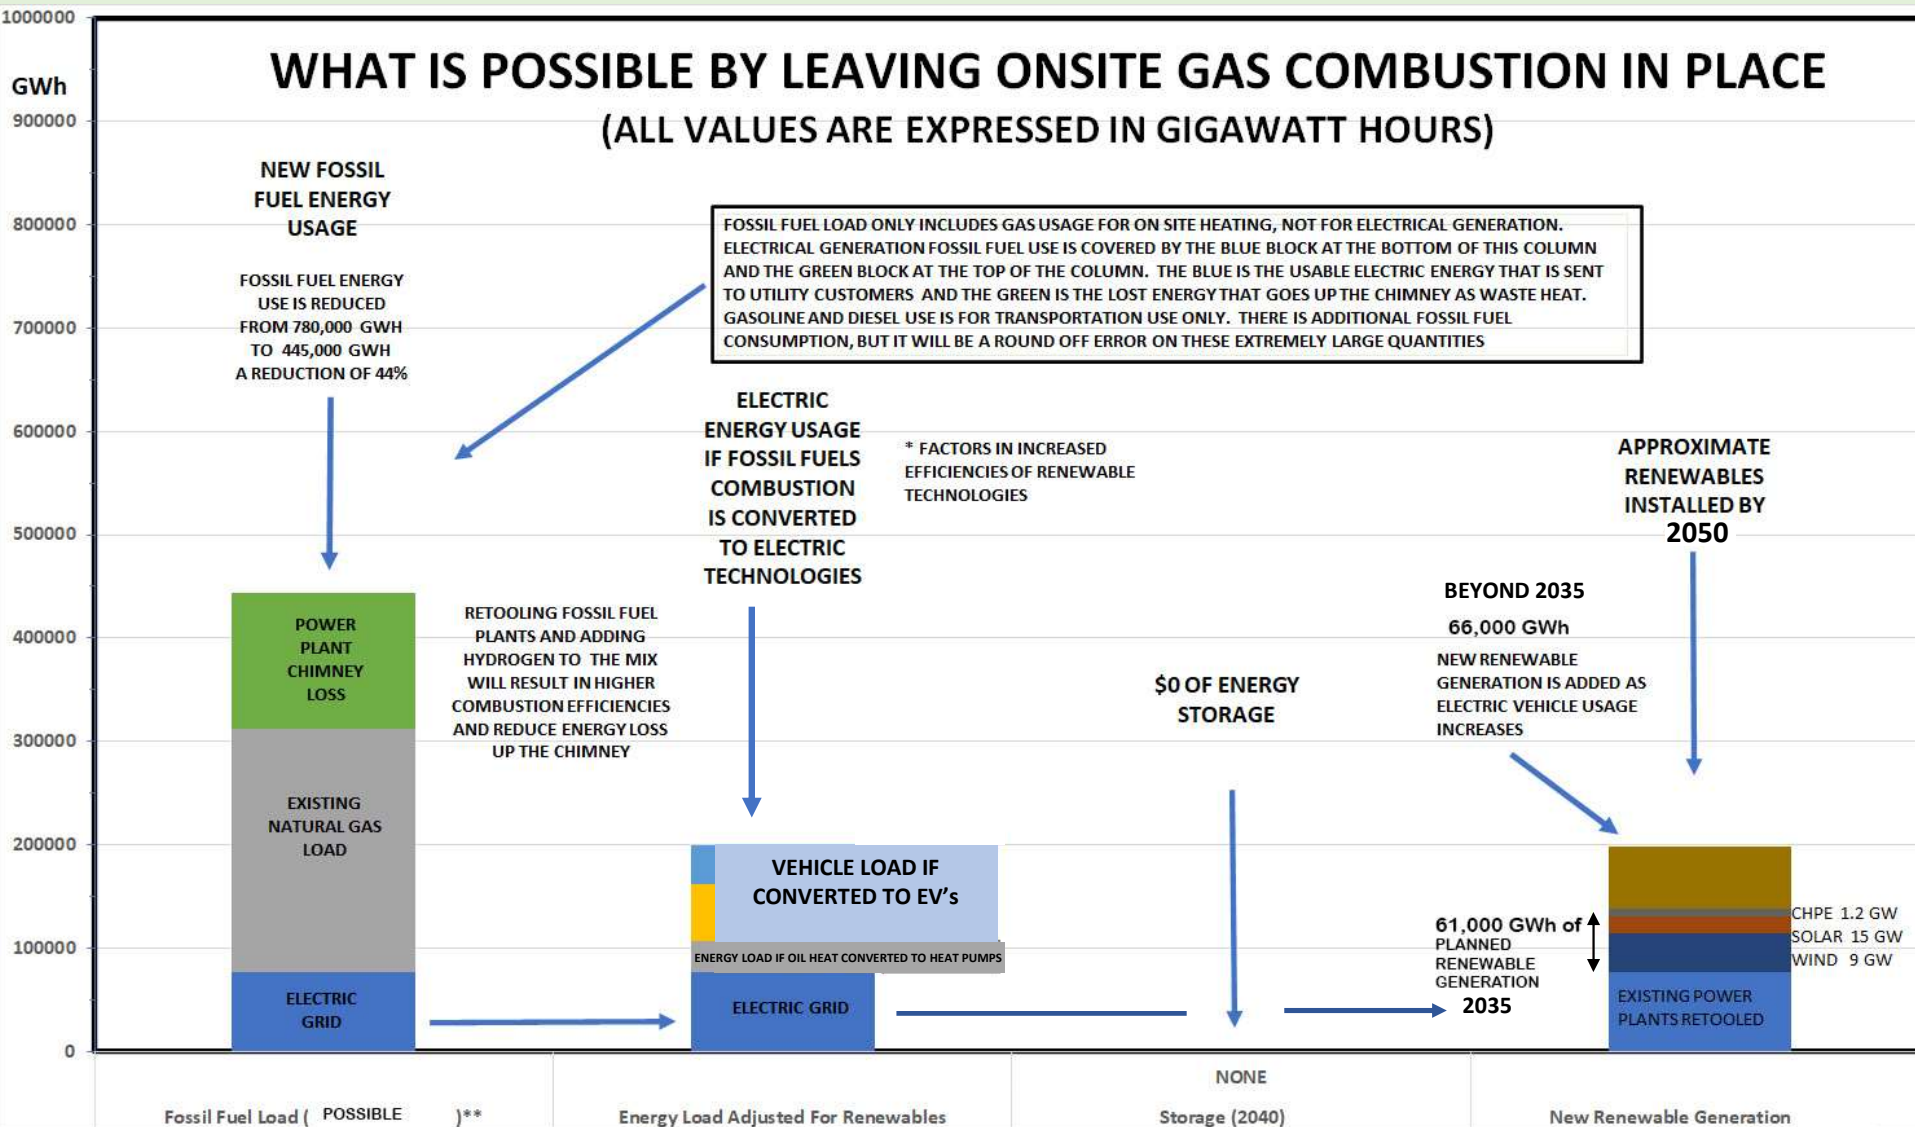 WHAT IS POSSIBLE BY LEAVING ONSITE GAS COMBUSTION IN PLACE
(ALL VALUES ARE EXPRESSED IN GIGAWATT HOURS)
GWh
1000000
900000
800000
700000
600000
500000
400000
300000
200000
100000
0
NEW FOSSIL
FUEL ENERGY
USAGE
FOSSIL FUEL ENERGY
USE IS REDUCED
FROM 780,000 GWH
TO 445,000 GWH
A REDUCTION OF 44%
FOSSIL FUEL LOAD ONLY INCLUDES GAS USAGE FOR ON SITE HEATING, NOT FOR ELECTRICAL GENERATION.
ELECTRICAL GENERATION FOSSIL FUEL USE IS COVERED BY THE BLUE BLOCK AT THE BOTTOM OF THIS COLUMN
AND THE GREEN BLOCK AT THE TOP OF THE COLUMN. THE BLUE IS THE USABLE ELECTRIC ENERGY THAT IS SENT
TO UTILITY CUSTOMERS AND THE GREEN IS THE LOST ENERGY THAT GOES UP THE CHIMNEY AS WASTE HEAT.
GASOLINE AND DIESEL USE IS FOR TRANSPORTATION USE ONLY. THERE IS ADDITIONAL FOSSIL FUEL
CONSUMPTION, BUT IT WILL BE A ROUND OFF ERROR ON THESE EXTREMELY LARGE QUANTITIES
POWER
PLANT
CHIMNEY
LOSS
EXISTING
NATURAL GAS
LOAD
ELECTRIC
GRID
RETOOLING FOSSIL FUEL
PLANTS AND ADDING
HYDROGEN TO THE MIX
WILL RESULT IN HIGHER
COMBUSTION EFFICIENCIES
AND REDUCE ENERGY LOSS
UP THE CHIMNEY
ELECTRIC
ENERGY USAGE
IF FOSSIL FUELS
COMBUSTION
IS CONVERTED
TO ELECTRIC
TECHNOLOGIES
* FACTORS IN INCREASED
EFFICIENCIES OF RENEWABLE
TECHNOLOGIES
VEHICLE LOAD IF
CONVERTED TO EV's
ENERGY LOAD IF OIL HEAT CONVERTED TO HEAT PUMPS
ELECTRIC GRID
$0 OF ENERGY
STORAGE
APPROXIMATE
RENEWABLES
INSTALLED BY
2050
BEYOND 2035
66,000 GWh
NEW RENEWABLE
GENERATION IS ADDED AS
ELECTRIC VEHICLE USAGE
INCREASES
61,000 GWh of
PLANNED
RENEWABLE
GENERATION
2035
CHPE 1.2 GW
SOLAR 15 GW
WIND 9 GW
EXISTING POWER
PLANTS RETOOLED
Fossil Fuel Load ( POSSIBLE )**
Energy Load Adjusted For Renewables
NONE
Storage (2040)
New Renewable Generation